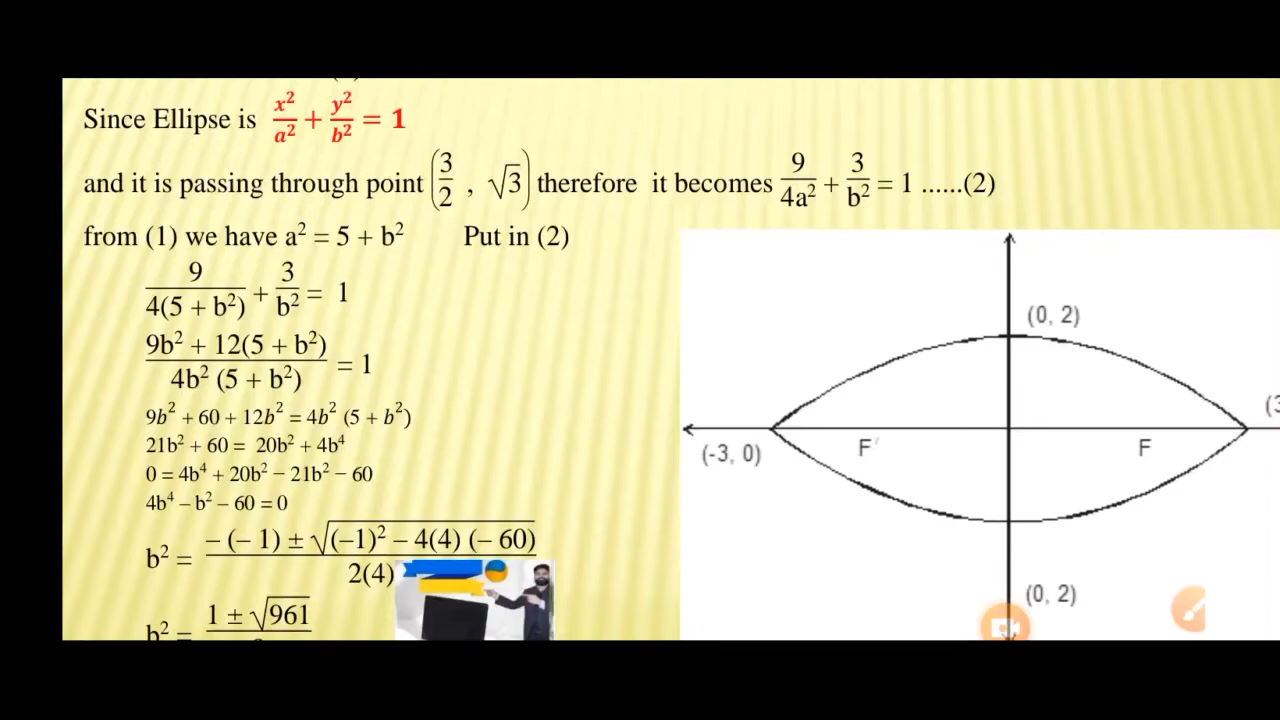 Since Ellipse is x²/a² + y²/b² = 1
and it is passing through point (3/2 , √3) therefore it becomes 9/4a² + 3/b² = 1 ......(2)
from (1) we have a² = 5 + b² Put in (2)
9/4(5 + b²) + 3/b² = 1
9b² + 12(5 + b²)/4b² (5 + b²) = 1
9b² + 60 + 12b² = 4b² (5 + b²)
21b² + 60 = 20b² + 4b⁴
0 = 4b⁴ + 20b² − 21b² − 60
4b⁴ – b² – 60 = 0
b² = – (– 1) ± √(–1)² – 4(4) (– 60)/2(4)
b² = 1 ± √961
(0, 2)
(3
(-3, 0)
F'
F
(0, 2)